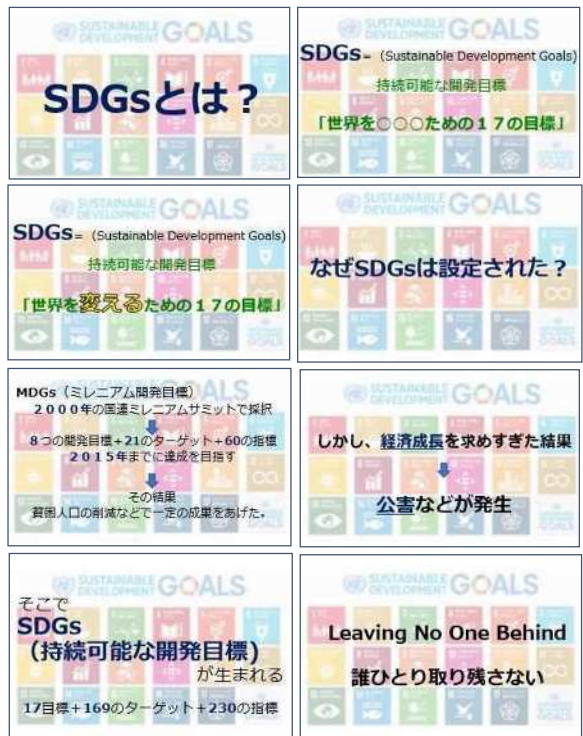 SUSTAINABLE DEVELOPMENT GOALS
SDGsとは？
SUSTAINABLE DEVELOPMENT GOALS
SDGs=（Sustainable Development Goals)
持続可能な開発目標
「世界を○○○ための１７の目標」
SUSTAINABLE DEVELOPMENT GOALS
SDGs=（Sustainable Development Goals)
持続可能な開発目標
「世界を変えるための１７の目標」
SUSTAINABLE DEVELOPMENT GOALS
なぜSDGsは設定された？
MDGs（ミレニアム開発目標）
２０００年の国連ミレニアムサミットで採択
8つの開発目標+21のターゲット+60の指標
２０１５年までに達成を目指す
その結果
貧困人口の削減などで一定の成果をあげた。
SUSTAINABLE DEVELOPMENT GOALS
しかし、経済成長を求めすぎた結果
公害などが発生
SUSTAINABLE DEVELOPMENT GOALS
そこで
SDGs
（持続可能な開発目標)
が生まれる
17目標+169のターゲット+230の指標
SUSTAINABLE DEVELOPMENT GOALS
Leaving No One Behind
誰ひとり取り残さない